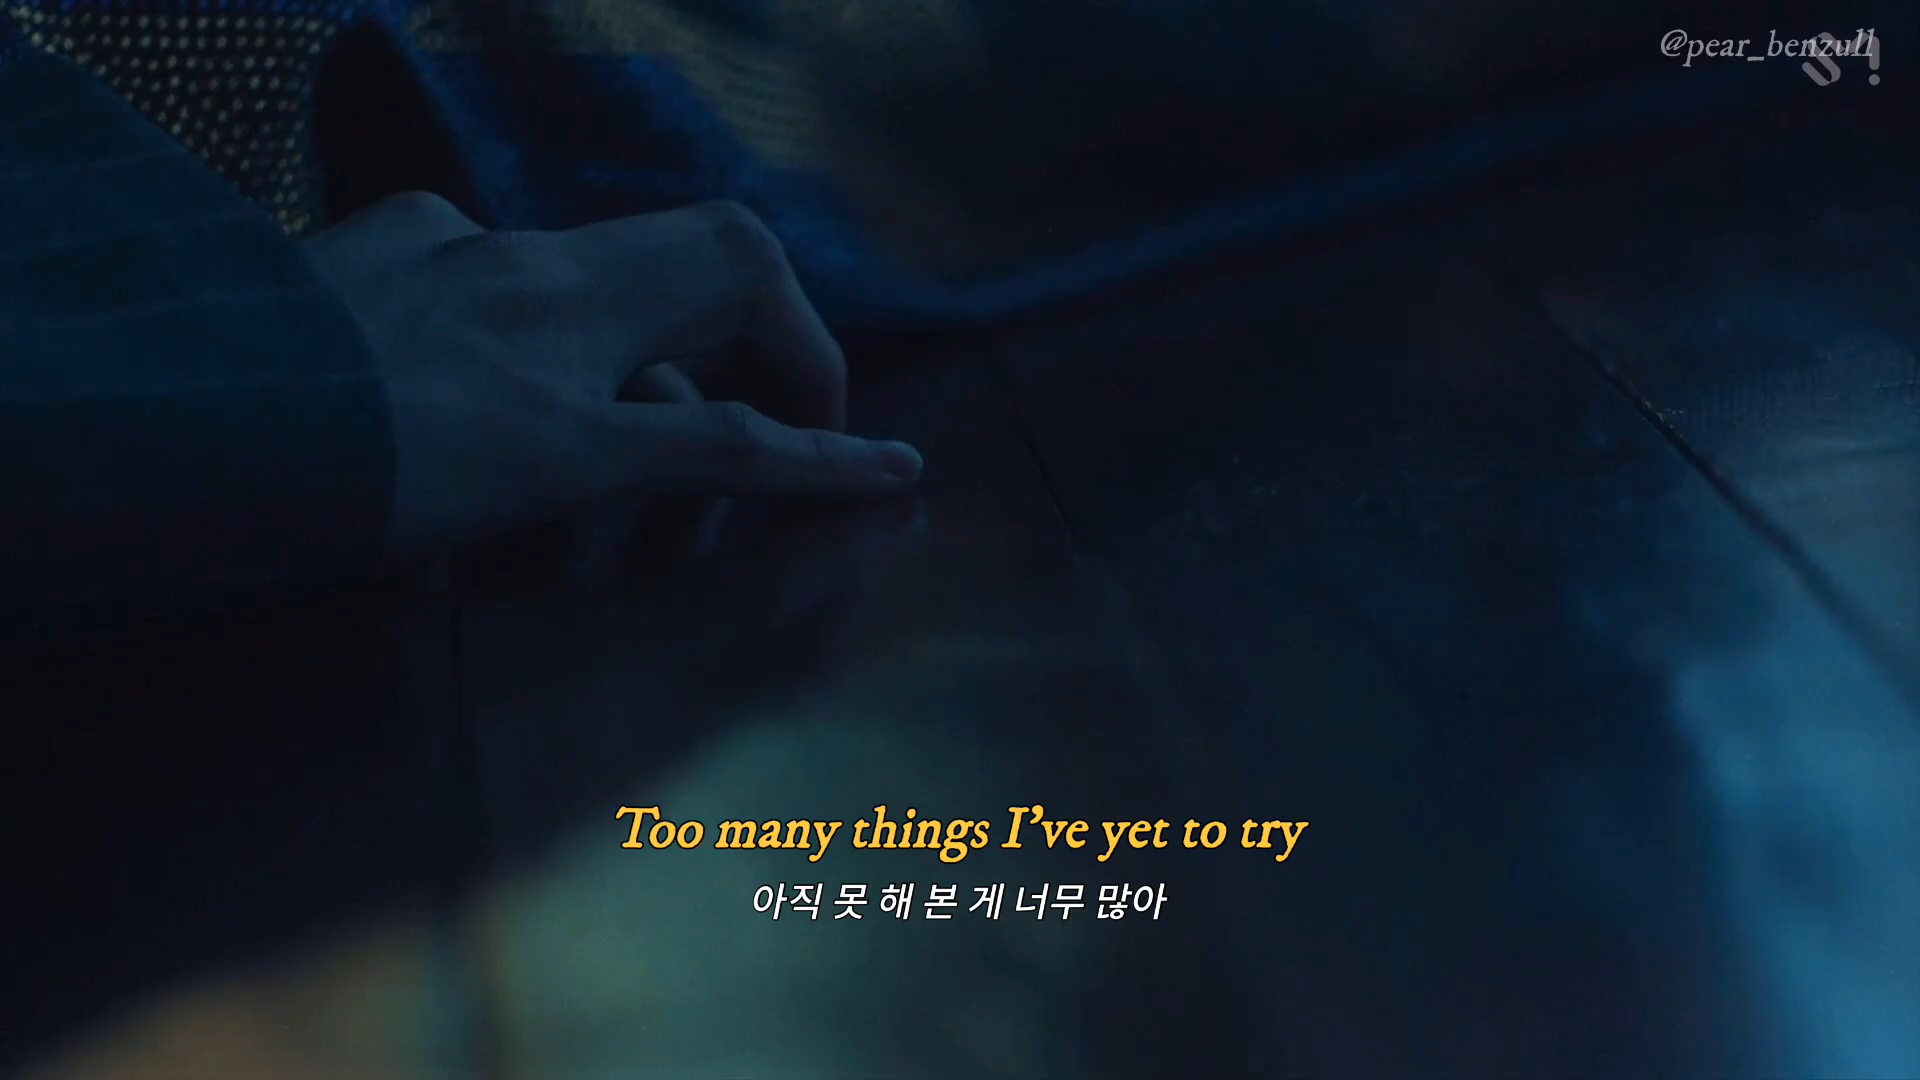 @pear_benzull
Too many things I've yet to try
아직 못 해 본 게 너무 많아